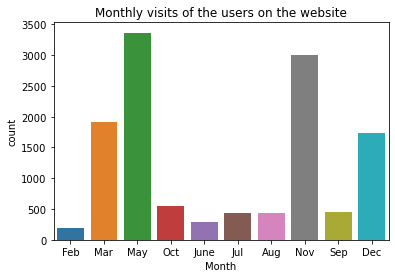 Monthly visits of the users on the website
3500
3000
2500
2000
1500
1000
500
0
count
Feb Mar May Oct June Jul Aug Nov Sep Dec
Month